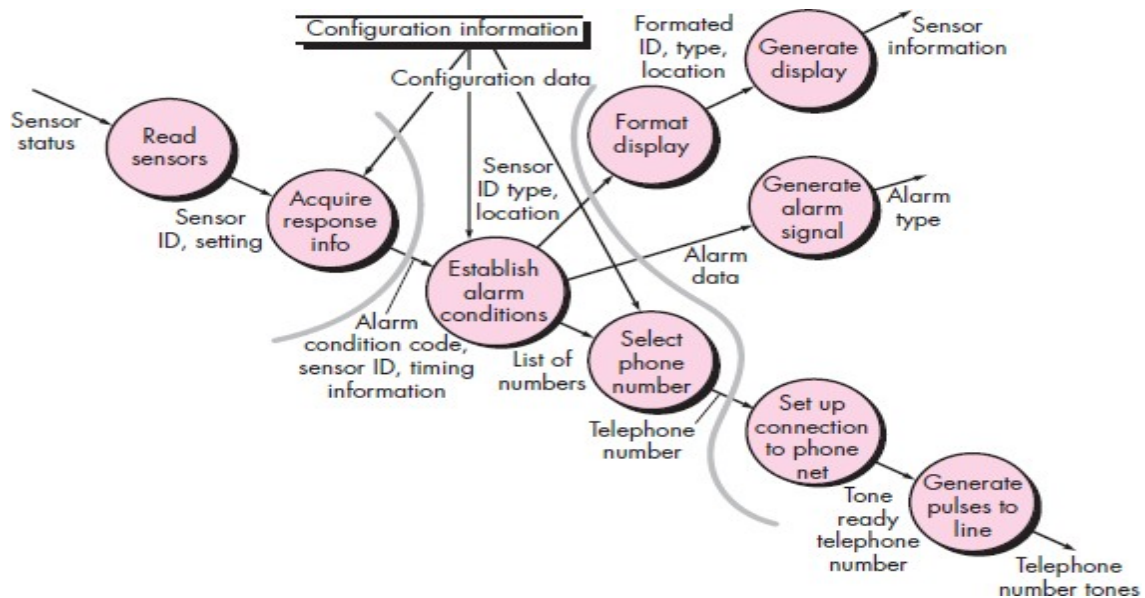 Configuration information
Configuration data
Sensor
status
Read
sensors
Sensor
ID, setting
Acquire
response
info
Alarm
condition code,
sensor ID, timing
information
Establish
alarm
conditions
Sensor
ID type,
location
Formated
ID, type,
location
Format
display
Generate
display
Sensor
information
Alarm
data
Generate
alarm
signal
Alarm
type
List of
numbers
Select
phone
number
Telephone
number
Set up
connection
to phone
net
Tone
ready
telephone
number
Generate
pulses to
line
Telephone
number tones